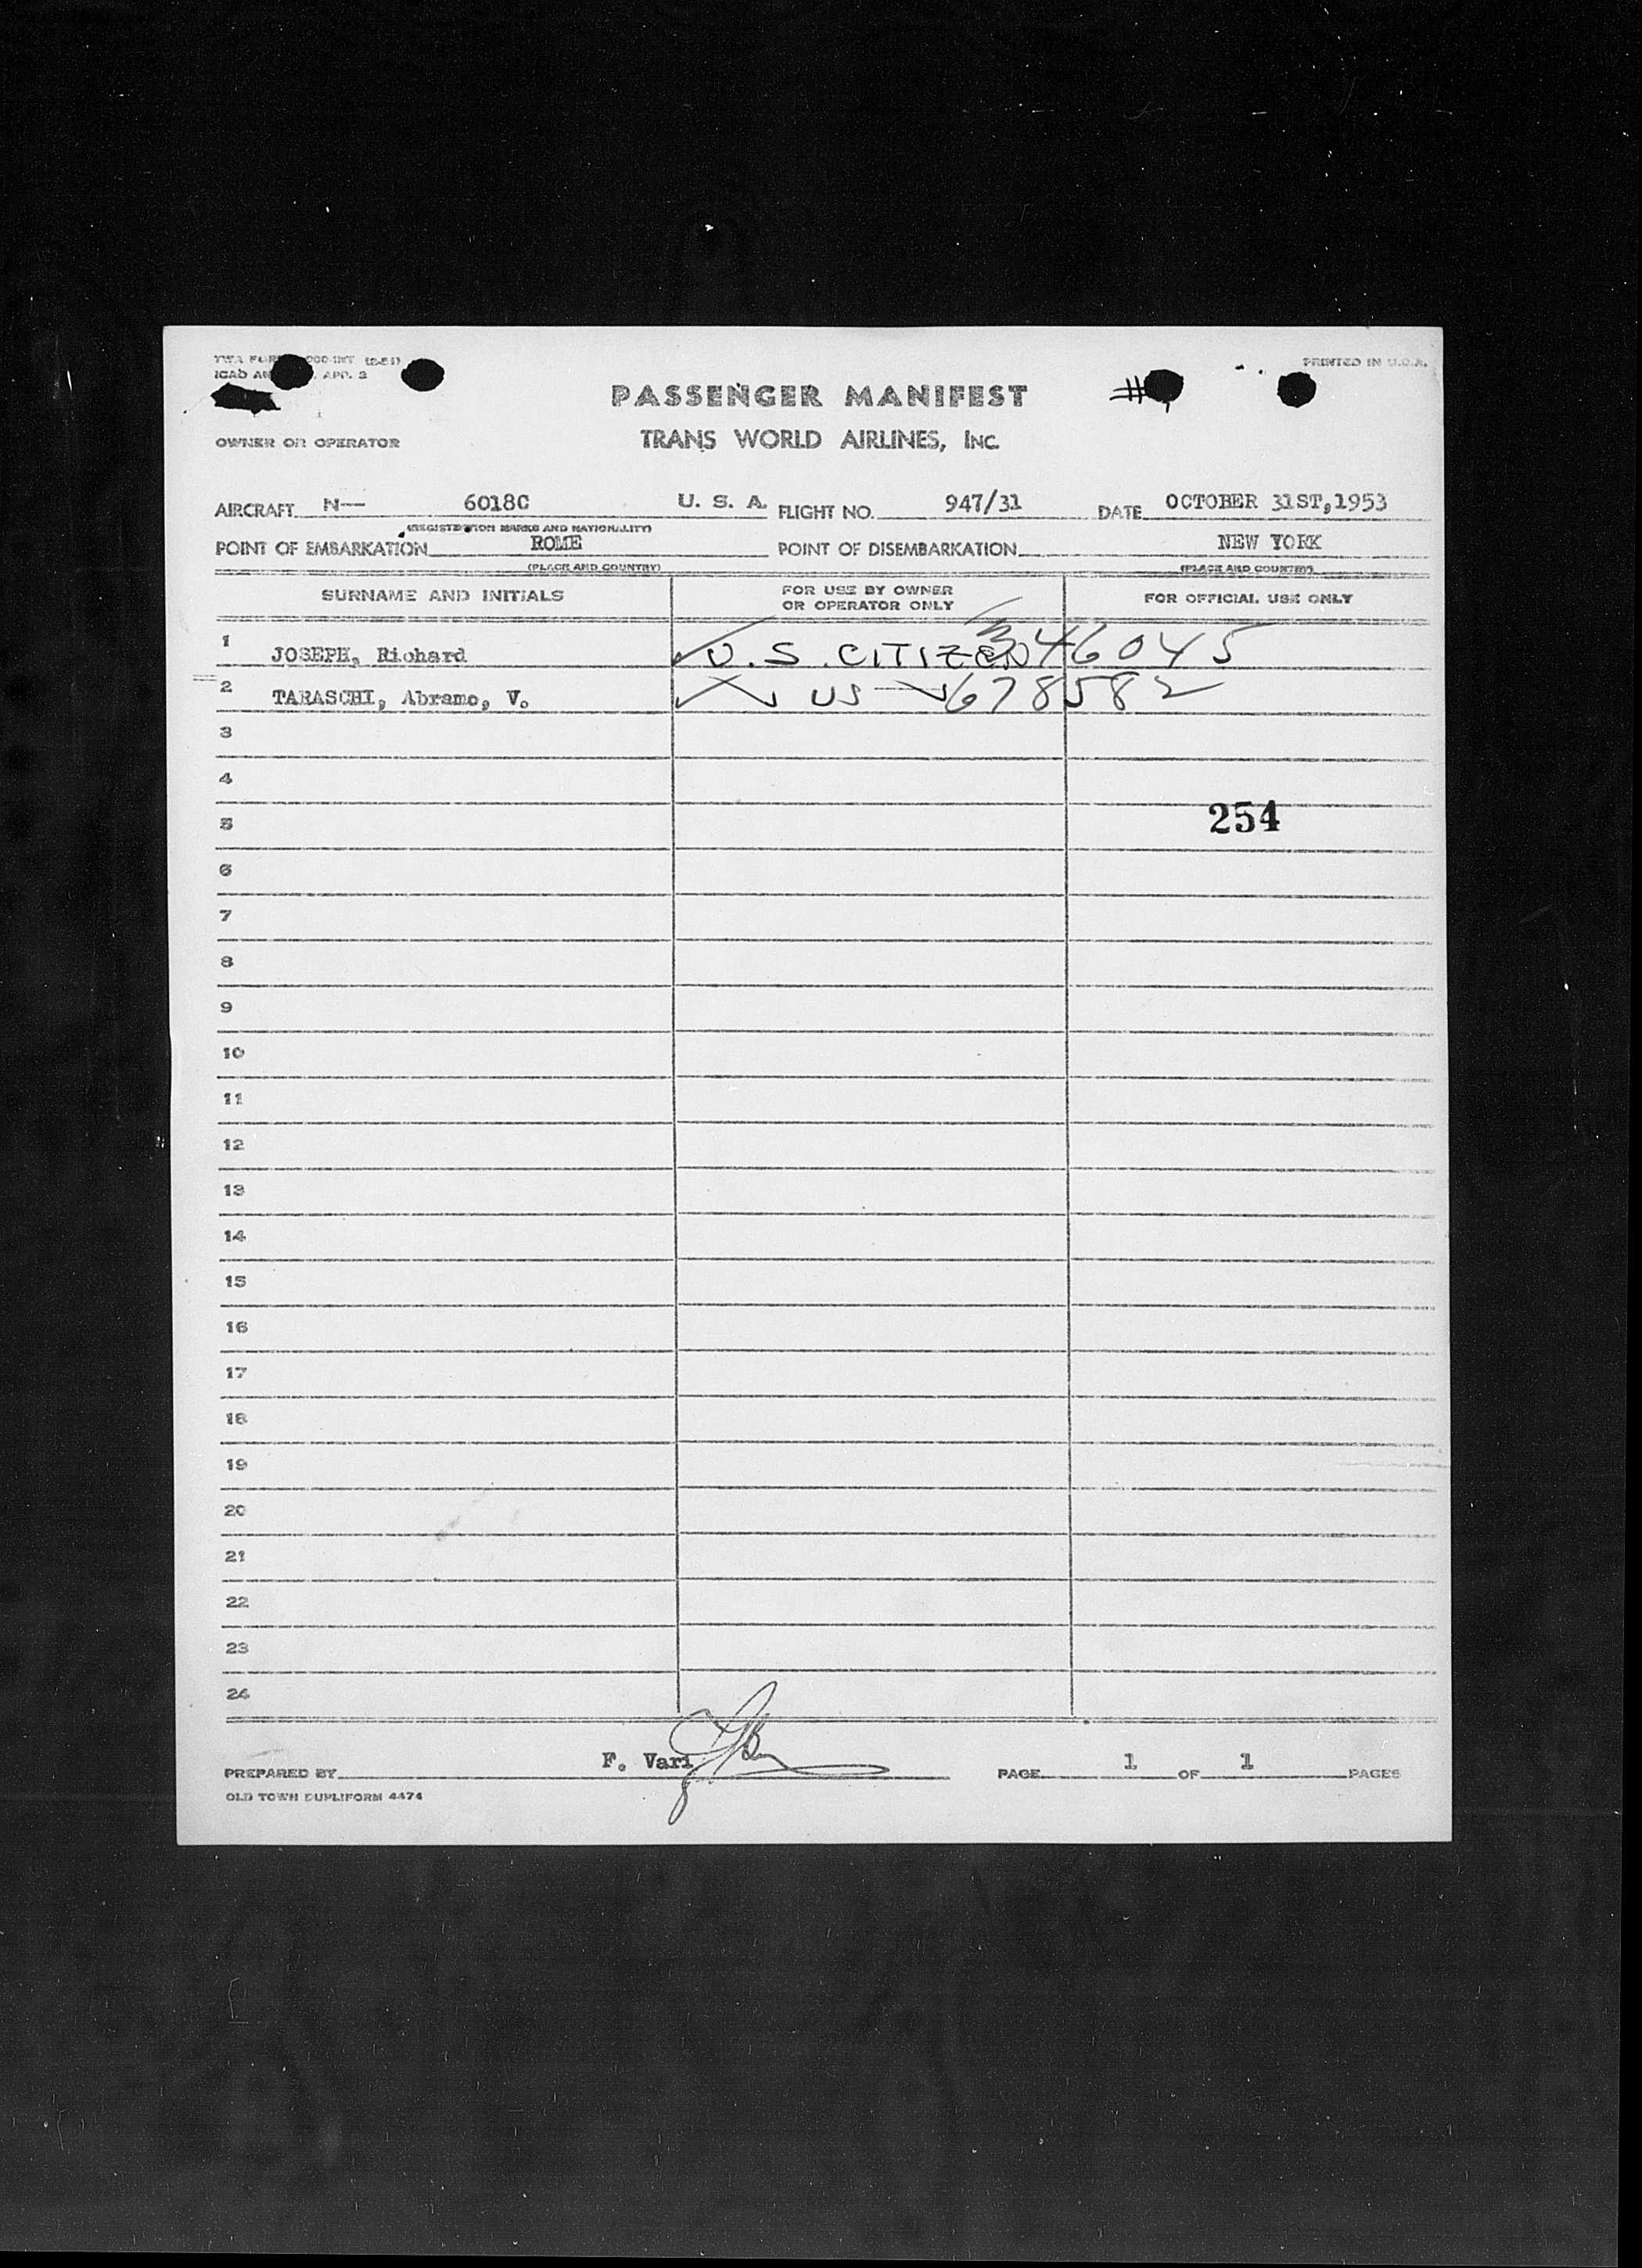 PRINTED IN U.S.A.
PASSENGER MANIFEST
TRANS WORLD AIRLINES, INC.
OWNER OR OPERATOR
AIRCRAFT N— 6018C U. S. A. FLIGHT NO. 947/31 DATE OCTOBER 31ST,1953
(REGISTRATION MARKS AND NATIONALITY)
POINT OF EMBARKATION ROME POINT OF DISEMBARKATION NEW YORK
(PLACE AND COUNTRY) (PLACE AND COUNTRY)
SURNAME AND INITIALS FOR USE BY OWNER OR OPERATOR ONLY FOR OFFICIAL USE ONLY
1 JOSEPH, Richard U.S. CITIZEN 346045
2 TARASCHI, Abramo, V. US 678582
3
4
254
5
6
7
8
9
10
11
12
13
14
15
16
17
18
19
20
21
22
23
24
PREPARED BY F. Vari PAGE 1 OF 1 PAGES
OLD TOWN DUPLIFORM 4474